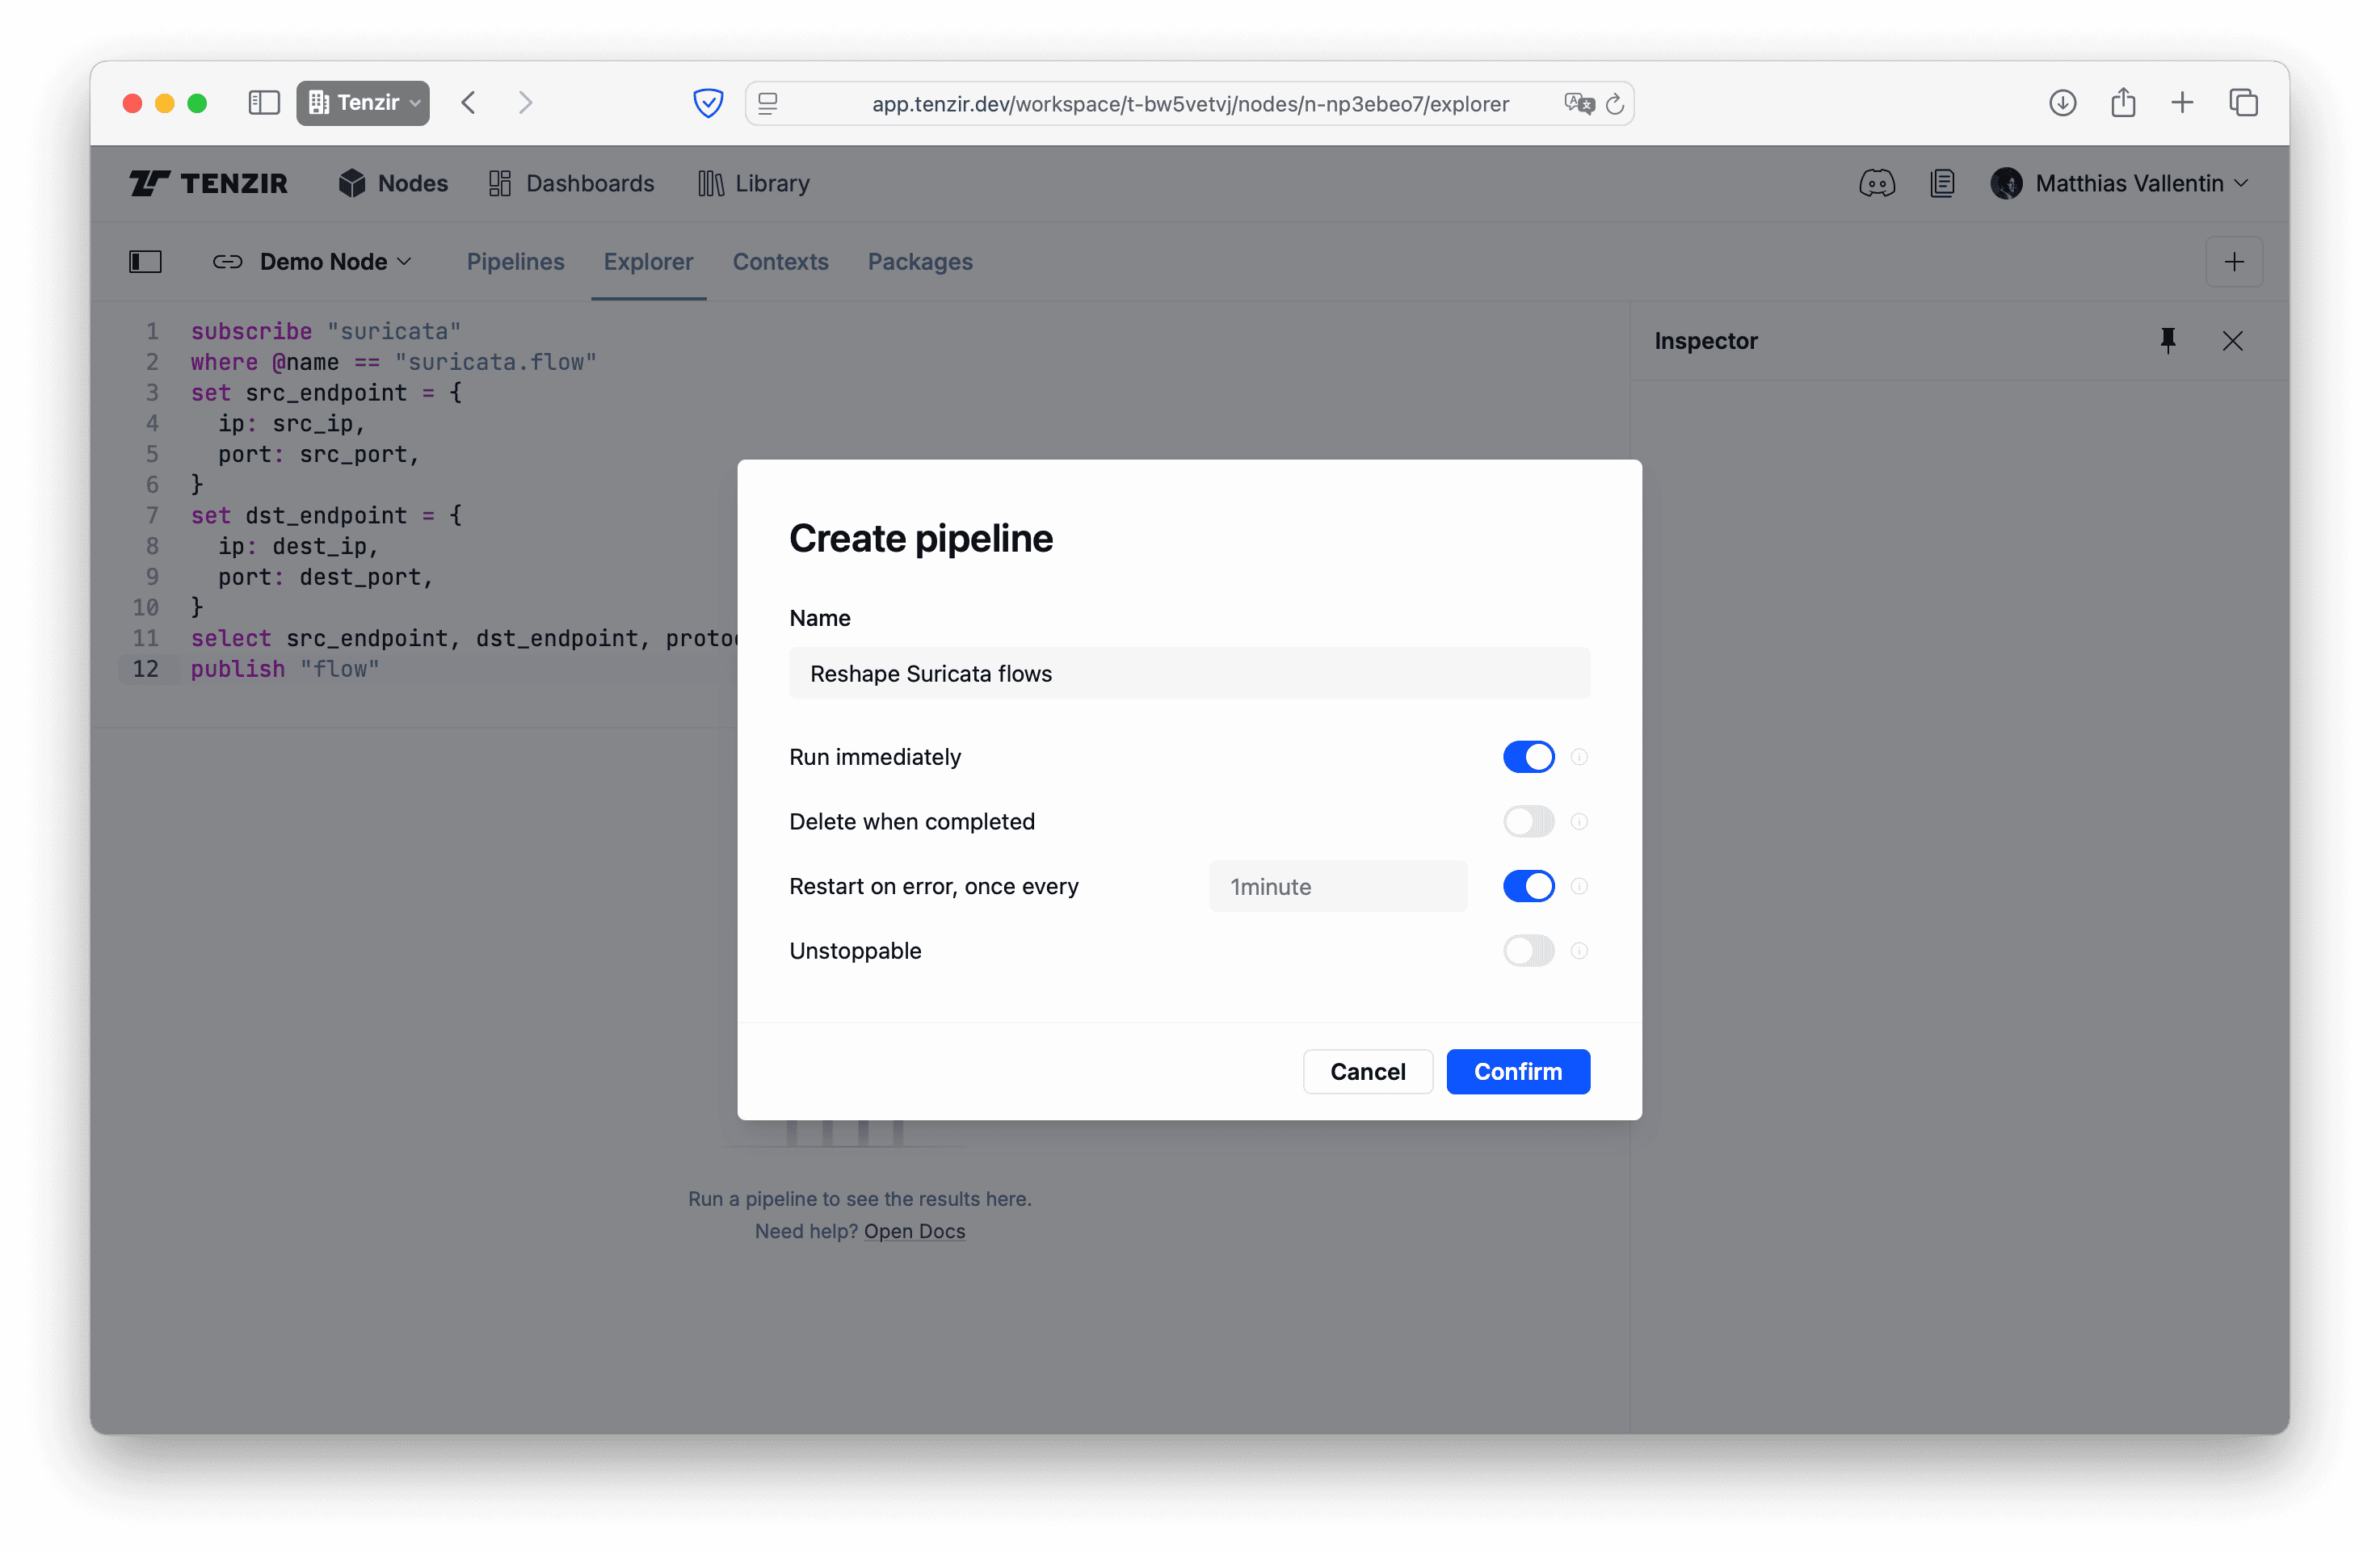 Tenzir
app.tenzir.dev/workspace/t-bw5vetvj/nodes/n-np3ebeo7/explorer
TENZIR Nodes Dashboards Library Matthias Vallentin
Demo Node Pipelines Explorer Contexts Packages
1 subscribe "suricata"
2 where @name == "suricata.flow"
3 set src_endpoint = {
4 ip: src_ip,
5 port: src_port,
6 }
7 set dst_endpoint = {
8 ip: dest_ip,
9 port: dest_port,
10 }
11 select src_endpoint, dst_endpoint,
12 publish "flow"
Inspector
Create pipeline
Name
Reshape Suricata flows
Run immediately
Delete when completed
Restart on error, once every 1minute
Unstoppable
Cancel Confirm
Run a pipeline to see the results here.
Need help? Open Docs